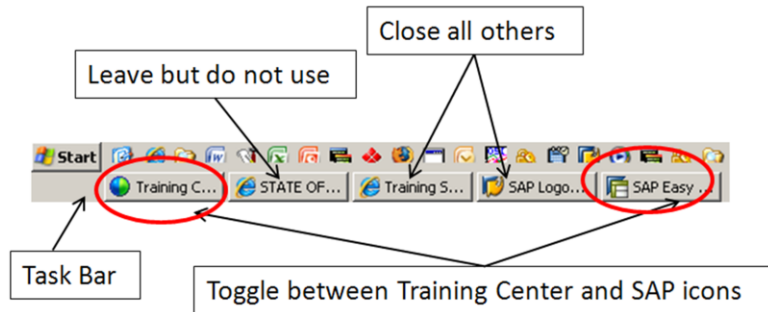 Close all others
Leave but do not use
Start
Training C...
STATE OF...
Training S...
SAP Logo...
SAP Easy ...
Task Bar
Toggle between Training Center and SAP icons